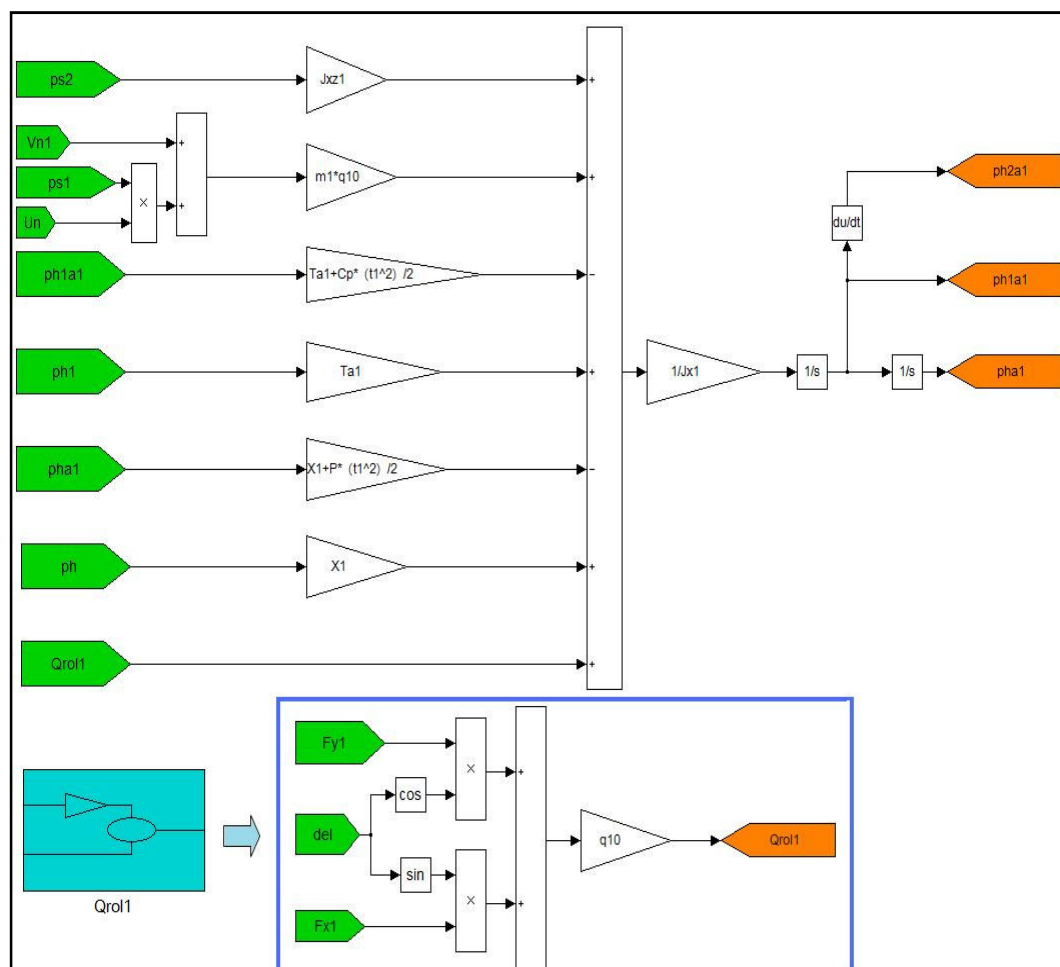 ps2
Jxz1
+
Vn1
+
ps1
×
+
Un
m1*q10
+
ph1a1
Ta1+Cp* (t1^2) /2
−
ph1
Ta1
+
pha1
X1+P* (t1^2) /2
−
ph
X1
+
Qrol1
+
1/Jx1
1/s
1/s
du/dt
ph2a1
ph1a1
pha1
Fy1
×
+
cos
del
sin
×
+
Fx1
q10
Qrol1
Qrol1